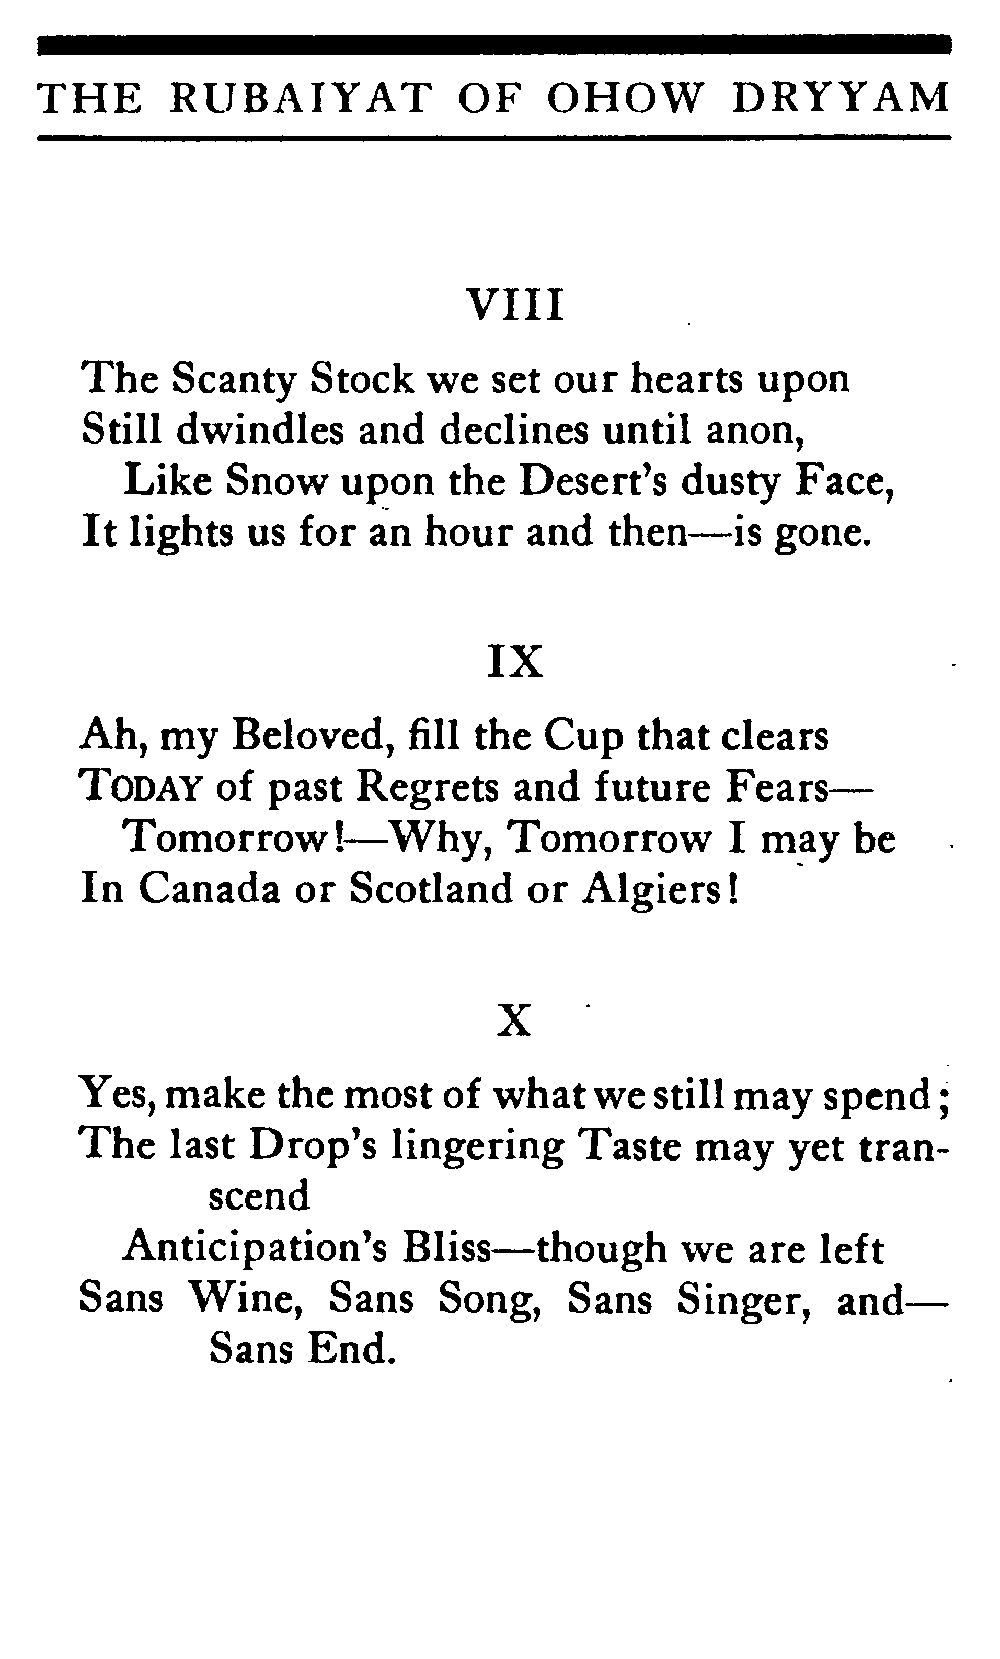 THE RUBAIYAT OF OHOW DRYYAM
VIII
The Scanty Stock we set our hearts upon
Still dwindles and declines until anon,
Like Snow upon the Desert's dusty Face,
It lights us for an hour and then—is gone.
IX
Ah, my Beloved, fill the Cup that clears
TODAY of past Regrets and future Fears—
Tomorrow!—Why, Tomorrow I may be
In Canada or Scotland or Algiers!
X
Yes, make the most of what we still may spend;
The last Drop's lingering Taste may yet tran-
scend
Anticipation's Bliss—though we are left
Sans Wine, Sans Song, Sans Singer, and—
Sans End.